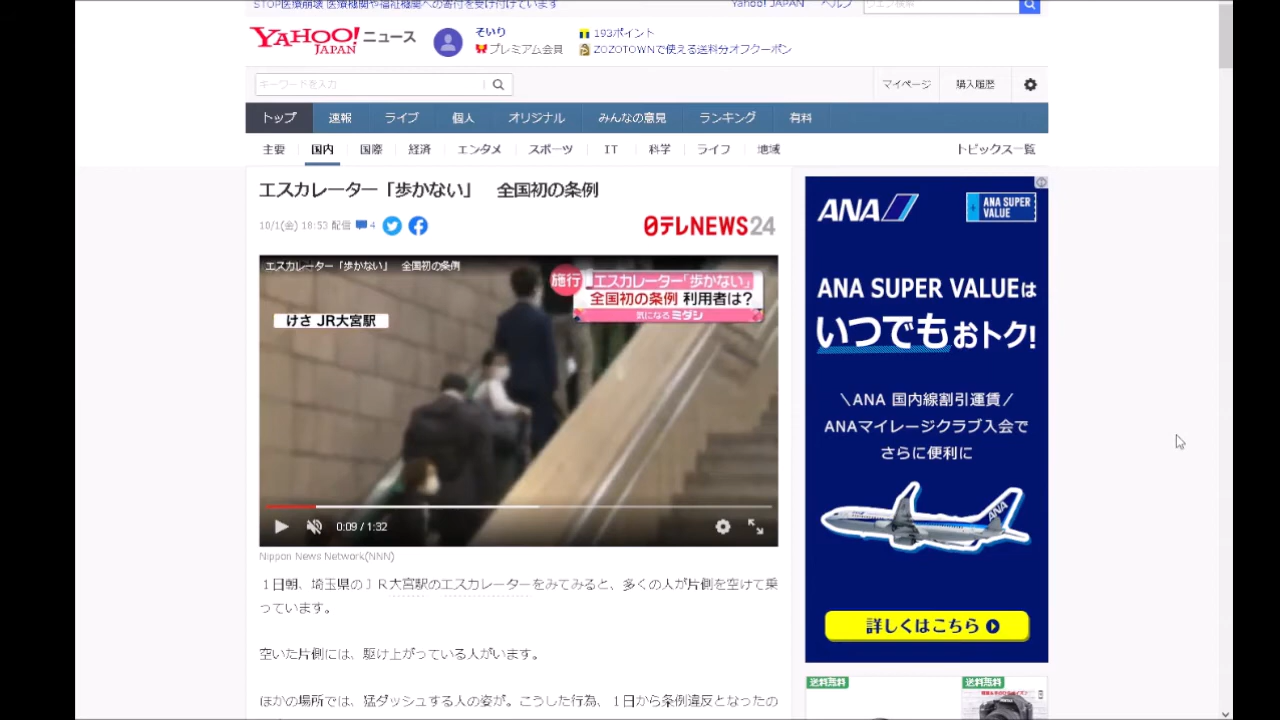 STOP医療崩壊 医療機関や福祉機関への寄付を受け付けています
Yahoo! JAPAN ヘルプ
ウェブ検索
YAHOO! JAPAN ニュース
そいり
プレミアム会員
193ポイント
ZOZOTOWNで使える送料分オフクーポン
キーワードを入力
マイページ 購入履歴
トップ 速報 ライブ 個人 オリジナル みんなの意見 ランキング 有料
主要 国内 国際 経済 エンタメ スポーツ IT 科学 ライフ 地域 トピックス一覧
エスカレーター「歩かない」 全国初の条例
10/1(金) 18:53 配信 4
日テレNEWS24
エスカレーター「歩かない」 全国初の条例
施行
エスカレーター「歩かない」
全国初の条例 利用者は?
気になるミダシ
けさ JR大宮駅
0:09 / 1:32
Nippon News Network(NNN)
１日朝、埼玉県のＪＲ大宮駅のエスカレーターをみてみると、多くの人が片側を空けて乗
っています。
空いた片側には、駆け上がっている人がいます。
ほかの場所では、猛ダッシュする人の姿が。こうした行為、１日から条例違反となったの
ANA
ANA SUPER VALUE
ANA SUPER VALUEは
いつでもおトク!
＼ANA 国内線割引運賃／
ANAマイレージクラブ入会で
さらに便利に
ANA
詳しくはこちら
送料無料
送料無料